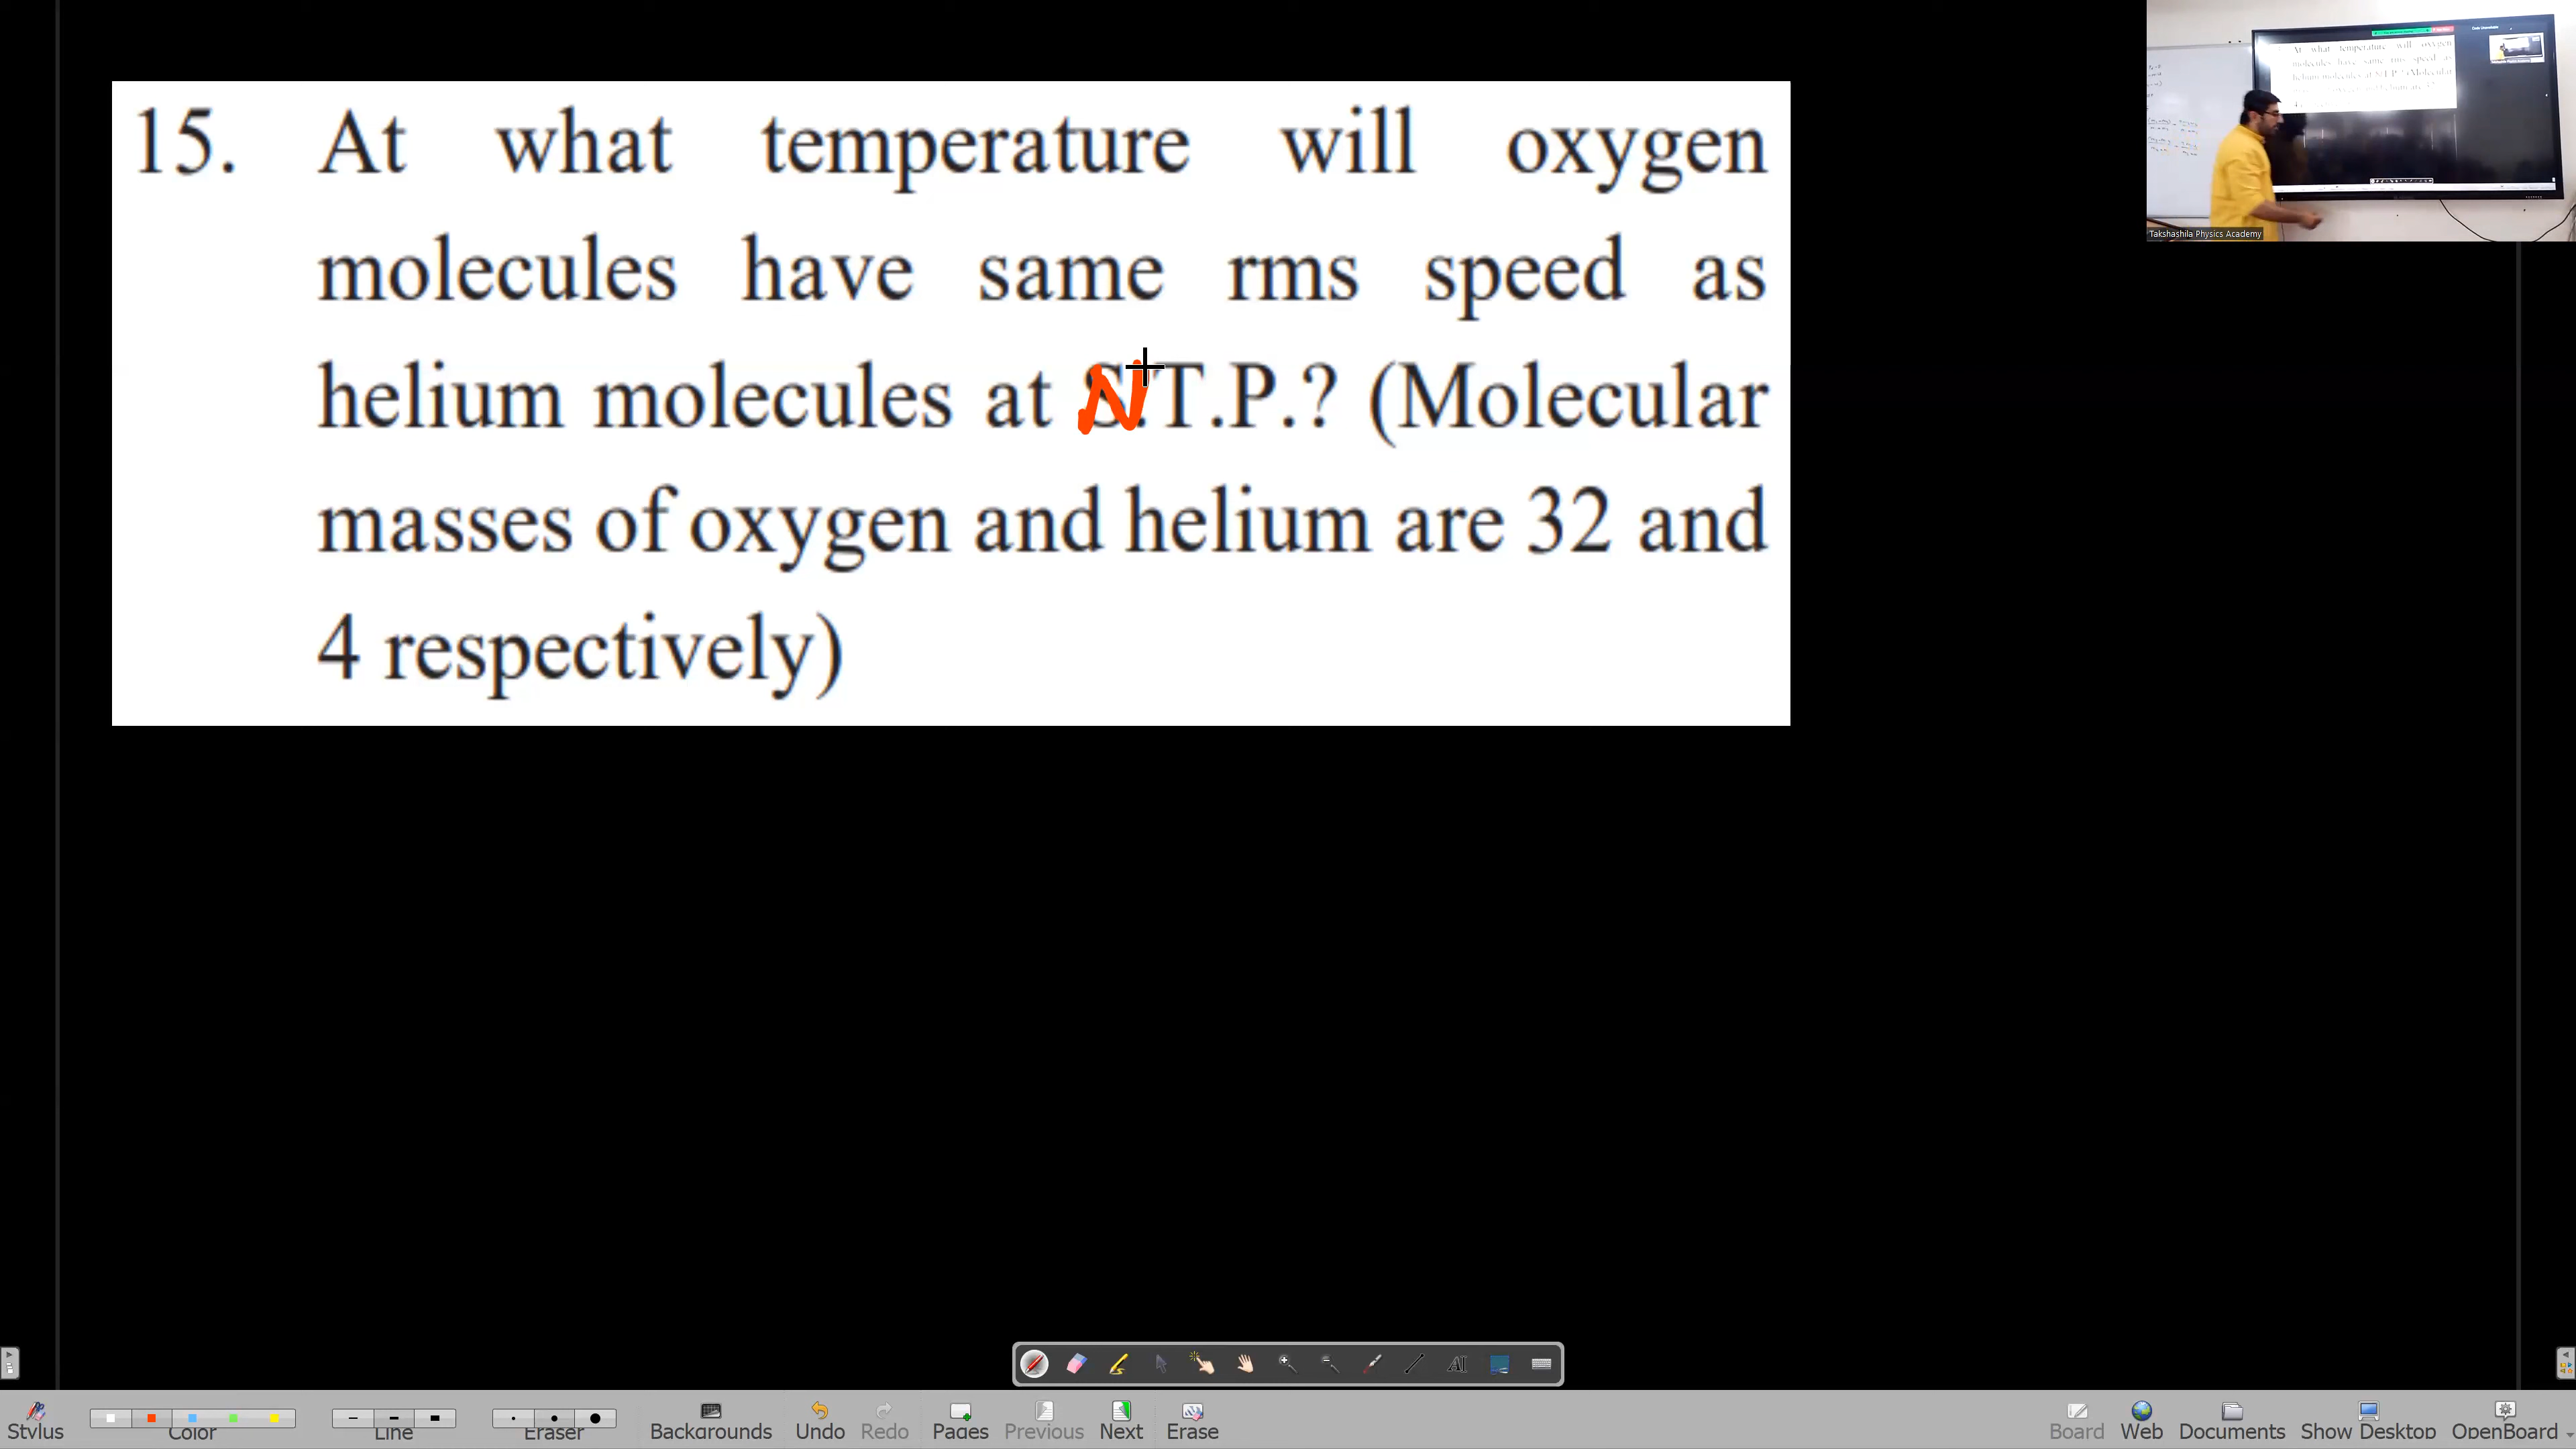 15. At what temperature will oxygen
molecules have same rms speed as
helium molecules at S.T.P.? (Molecular
masses of oxygen and helium are 32 and
4 respectively)
N
Takshashila Physics Academy
Stylus
Color
Line
Eraser
Backgrounds
Undo
Redo
Pages
Previous
Next
Erase
Board
Web
Documents
Show Desktop
OpenBoard